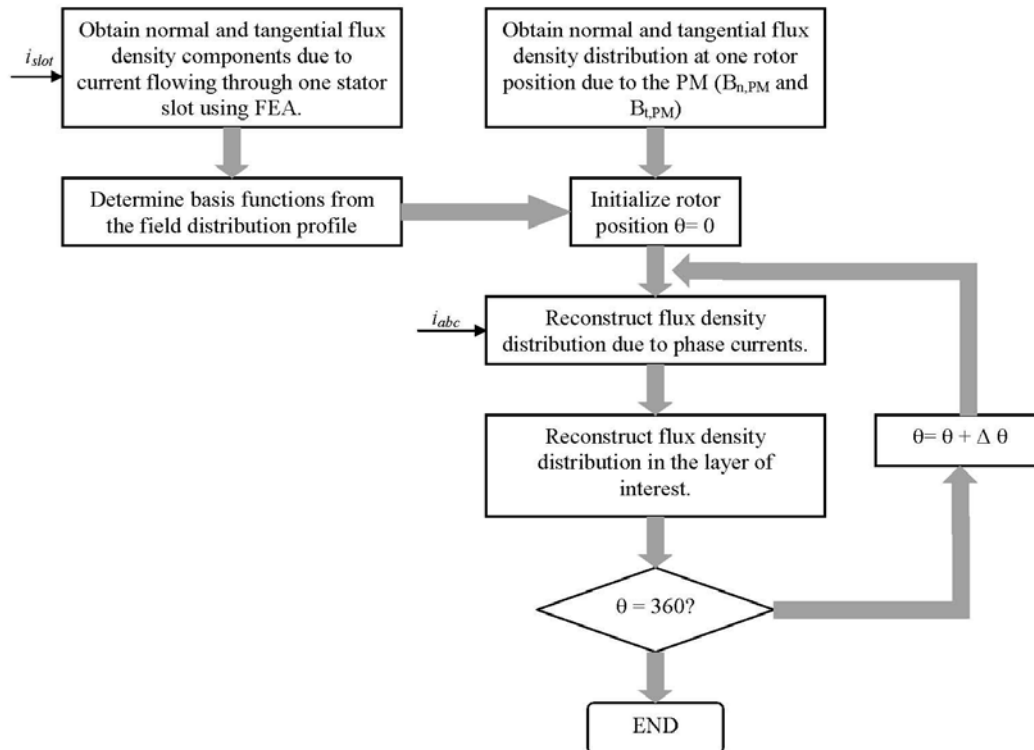 i_slot
Obtain normal and tangential flux
density components due to
current flowing through one stator
slot using FEA.
Obtain normal and tangential flux
density distribution at one rotor
position due to the PM (B_n,PM and
B_t,PM)
Determine basis functions from
the field distribution profile
Initialize rotor
position θ= 0
i_abc
Reconstruct flux density
distribution due to phase currents.
Reconstruct flux density
distribution in the layer of
interest.
θ= θ + Δ θ
θ = 360?
END